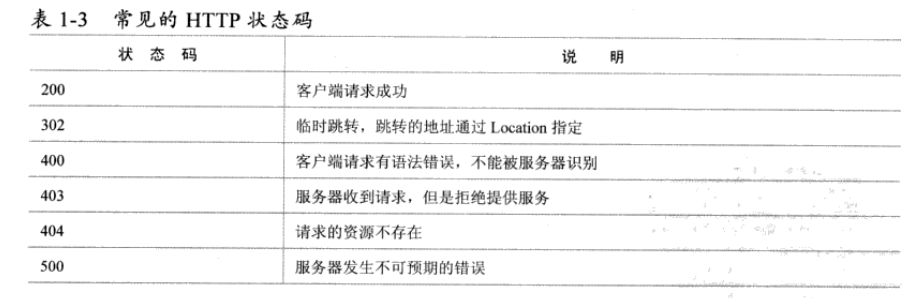 表 1-3 常见的 HTTP 状态码
状 态 码 说 明
200 客户端请求成功
302 临时跳转，跳转的地址通过 Location 指定
400 客户端请求有语法错误，不能被服务器识别
403 服务器收到请求，但是拒绝提供服务
404 请求的资源不存在
500 服务器发生不可预期的错误